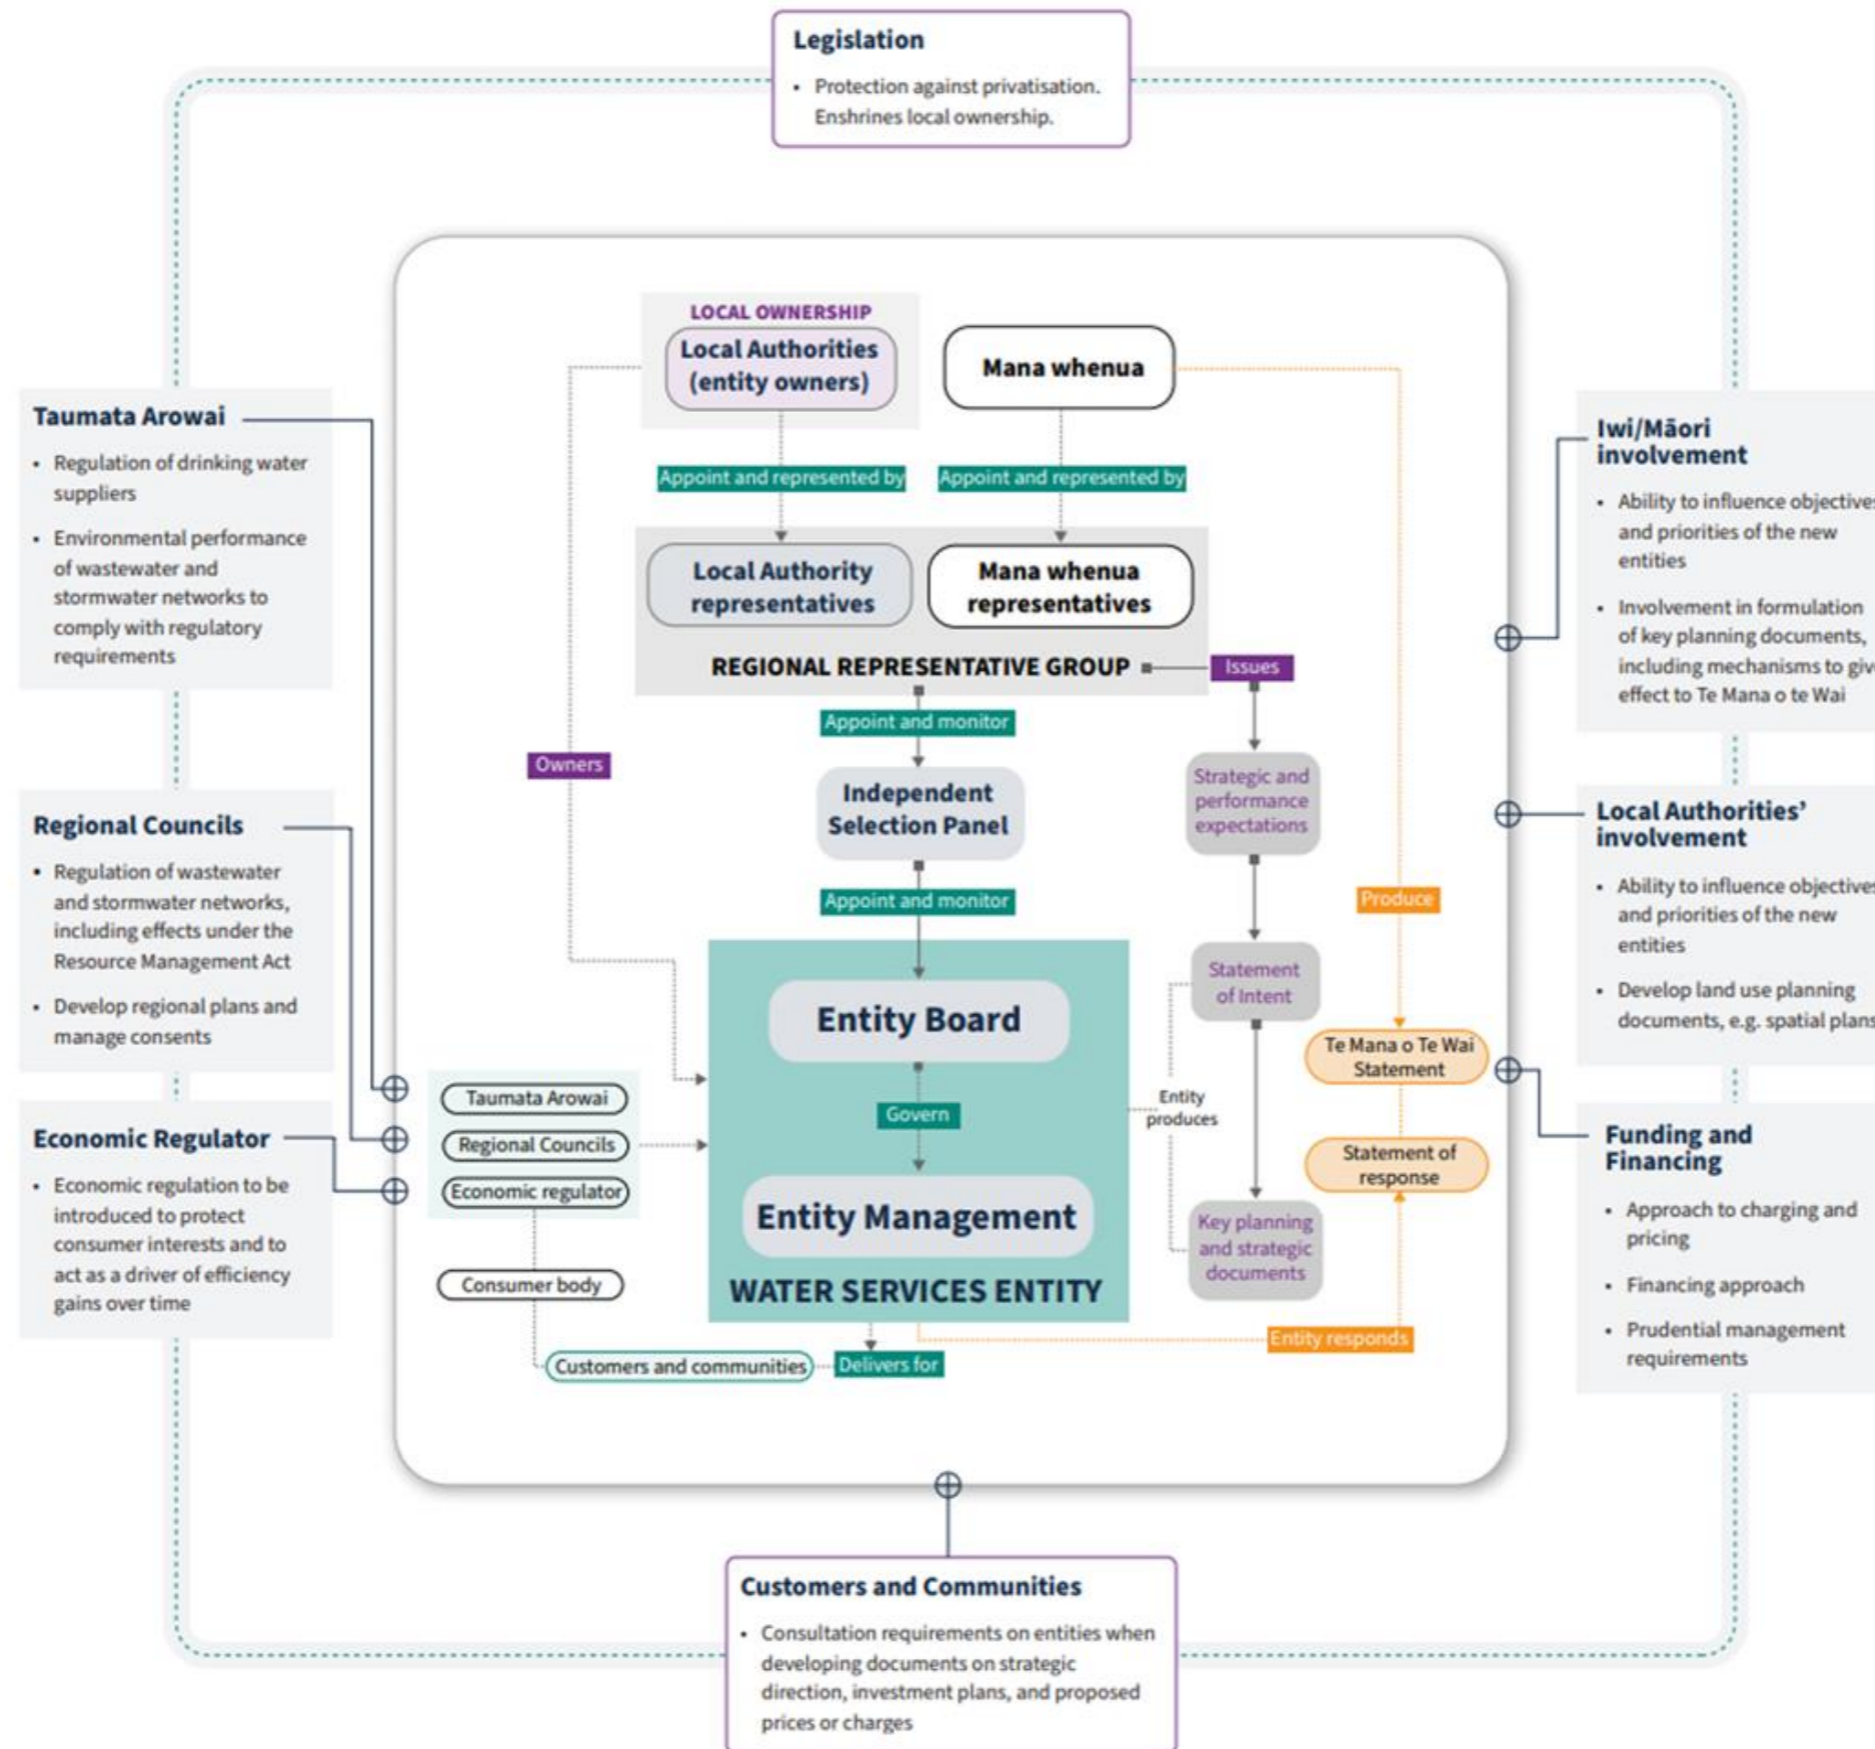 Legislation
• Protection against privatisation.
Enshrines local ownership.
LOCAL OWNERSHIP
Local Authorities
(entity owners)
Mana whenua
Appoint and represented by
Appoint and represented by
Local Authority
representatives
Mana whenua
representatives
REGIONAL REPRESENTATIVE GROUP
Issues
Appoint and monitor
Owners
Independent
Selection Panel
Strategic and
performance
expectations
Appoint and monitor
Produce
Entity Board
Statement
of Intent
Te Mana o Te Wai
Statement
Taumata Arowai
Regional Councils
Economic regulator
Govern
Entity
produces
Statement of
response
Entity Management
Key planning
and strategic
documents
WATER SERVICES ENTITY
Consumer body
Entity responds
Customers and communities
Delivers for
Taumata Arowai
• Regulation of drinking water
suppliers
• Environmental performance
of wastewater and
stormwater networks to
comply with regulatory
requirements
Regional Councils
• Regulation of wastewater
and stormwater networks,
including effects under the
Resource Management Act
• Develop regional plans and
manage consents
Economic Regulator
• Economic regulation to be
introduced to protect
consumer interests and to
act as a driver of efficiency
gains over time
Iwi/Māori
involvement
• Ability to influence objectives
and priorities of the new
entities
• Involvement in formulation
of key planning documents,
including mechanisms to giv
effect to Te Mana o te Wai
Local Authorities’
involvement
• Ability to influence objectives
and priorities of the new
entities
• Develop land use planning
documents, e.g. spatial plans
Funding and
Financing
• Approach to charging and
pricing
• Financing approach
• Prudential management
requirements
Customers and Communities
• Consultation requirements on entities when
developing documents on strategic
direction, investment plans, and proposed
prices or charges